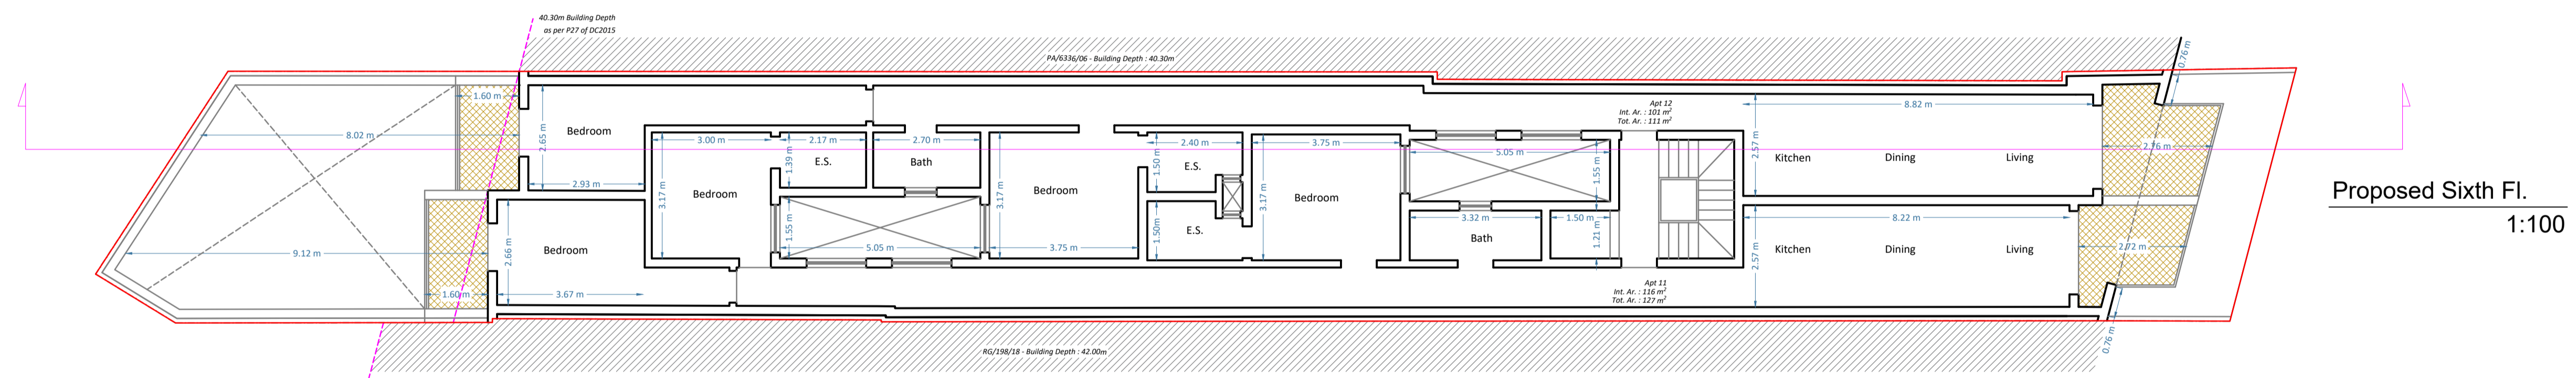 40.30m Building Depth
as per P27 of DC2015
PA/6336/06 - Building Depth : 40.30m
0.76 m
1.60 m
8.02 m
2.65 m
Bedroom
2.93 m
3.00 m
3.17 m
Bedroom
2.17 m
1.39 m
E.S.
2.70 m
Bath
3.17 m
Bedroom
3.75 m
2.40 m
1.50 m
E.S.
3.75 m
3.17 m
Bedroom
5.05 m
1.55 m
Apt 12
Int. Ar. : 101 m²
Tot. Ar. : 111 m²
8.82 m
2.57 m
Kitchen
Dining
Living
2.76 m
Proposed Sixth Fl.
1:100
9.12 m
1.60 m
2.66 m
Bedroom
3.67 m
1.55 m
5.05 m
1.50m
E.S.
3.32 m
Bath
1.50 m
1.21 m
8.22 m
2.57 m
Kitchen
Dining
Living
2.72 m
Apt 11
Int. Ar. : 116 m²
Tot. Ar. : 127 m²
0.76 m
RG/198/18 - Building Depth : 42.00m